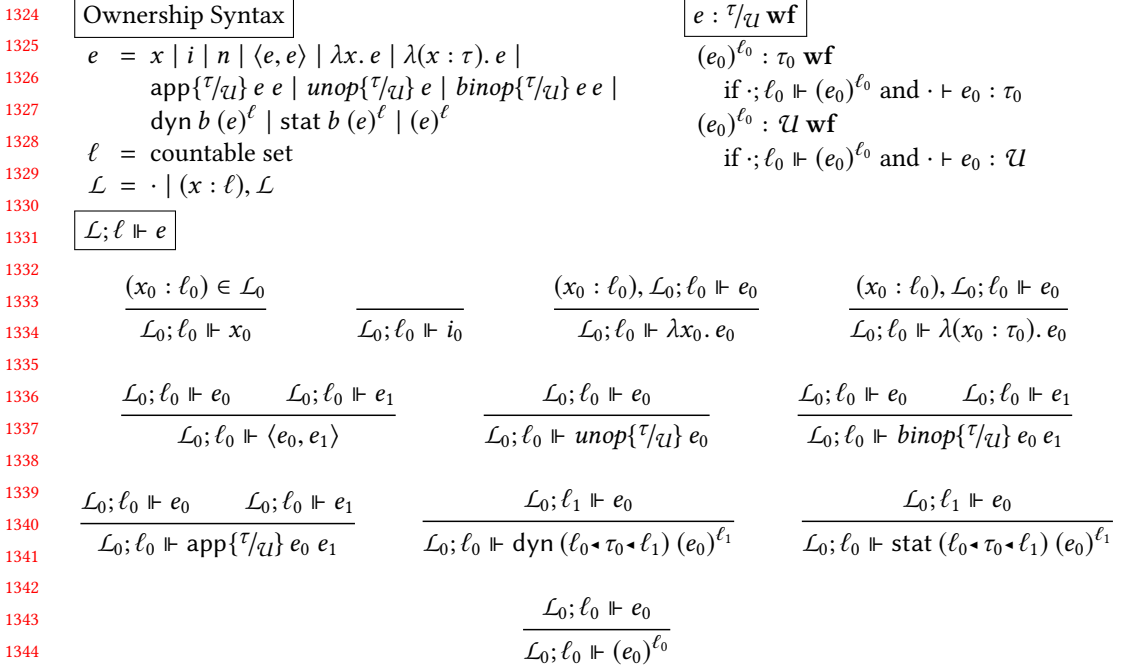 1324 Ownership Syntax e : τ/𝒰 wf
1325 e = x | i | n | ⟨e, e⟩ | λx. e | λ(x : τ). e | (e₀)^ℓ₀ : τ₀ wf
1326 app{τ/𝒰} e e | unop{τ/𝒰} e | binop{τ/𝒰} e e | if ·; ℓ₀ ⊩ (e₀)^ℓ₀ and · ⊢ e₀ : τ₀
1327 dyn b (e)^ℓ | stat b (e)^ℓ | (e)^ℓ (e₀)^ℓ₀ : 𝒰 wf
1328 ℓ = countable set if ·; ℓ₀ ⊩ (e₀)^ℓ₀ and · ⊢ e₀ : 𝒰
1329 ℒ = · | (x : ℓ), ℒ
1330
1331 ℒ; ℓ ⊩ e
1332 (x₀ : ℓ₀) ∈ ℒ₀ (x₀ : ℓ₀), ℒ₀; ℓ₀ ⊩ e₀ (x₀ : ℓ₀), ℒ₀; ℓ₀ ⊩ e₀
1333
1334 ℒ₀; ℓ₀ ⊩ x₀ ℒ₀; ℓ₀ ⊩ i₀ ℒ₀; ℓ₀ ⊩ λx₀. e₀ ℒ₀; ℓ₀ ⊩ λ(x₀ : τ₀). e₀
1335
1336 ℒ₀; ℓ₀ ⊩ e₀ ℒ₀; ℓ₀ ⊩ e₁ ℒ₀; ℓ₀ ⊩ e₀ ℒ₀; ℓ₀ ⊩ e₀ ℒ₀; ℓ₀ ⊩ e₁
1337 ℒ₀; ℓ₀ ⊩ ⟨e₀, e₁⟩ ℒ₀; ℓ₀ ⊩ unop{τ/𝒰} e₀ ℒ₀; ℓ₀ ⊩ binop{τ/𝒰} e₀ e₁
1338
1339 ℒ₀; ℓ₀ ⊩ e₀ ℒ₀; ℓ₀ ⊩ e₁ ℒ₀; ℓ₁ ⊩ e₀ ℒ₀; ℓ₁ ⊩ e₀
1340
1341 ℒ₀; ℓ₀ ⊩ app{τ/𝒰} e₀ e₁ ℒ₀; ℓ₀ ⊩ dyn (ℓ₀◂τ₀◂ℓ₁) (e₀)^ℓ₁ ℒ₀; ℓ₀ ⊩ stat (ℓ₀◂τ₀◂ℓ₁) (e₀)^ℓ₁
1342
1343 ℒ₀; ℓ₀ ⊩ e₀
1344 ℒ₀; ℓ₀ ⊩ (e₀)^ℓ₀